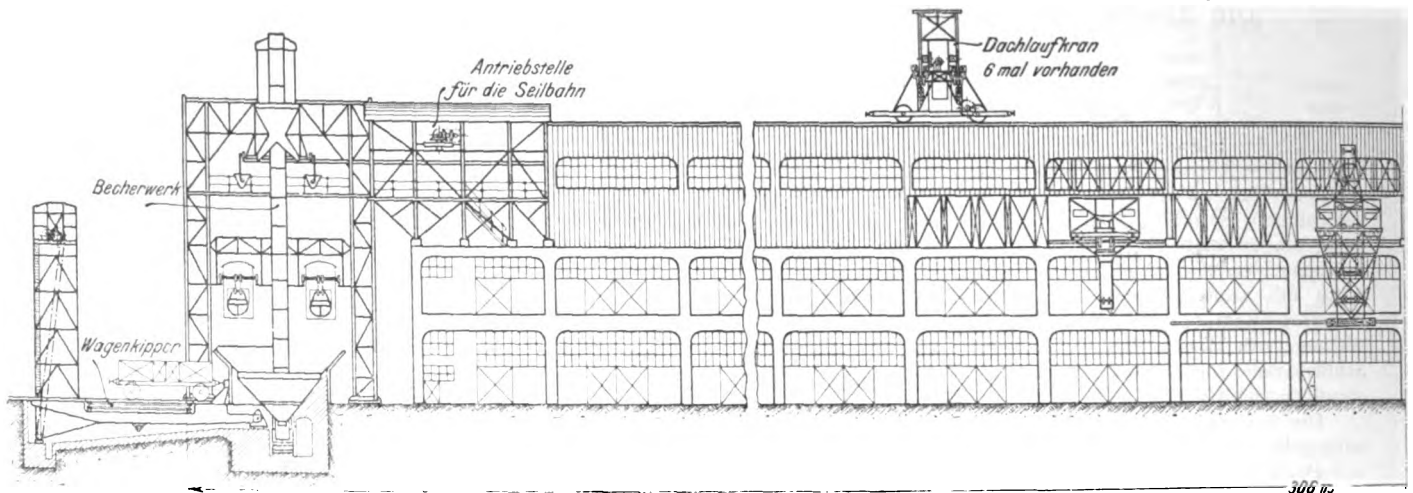 Dachlaufkran
6 mal vorhanden
Antriebstelle
für die Seilbahn
Becherwerk
Wagenkipper